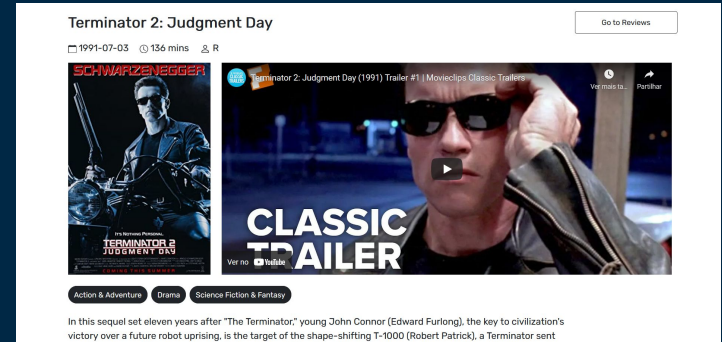 Terminator 2: Judgment Day
Go to Reviews
1991-07-03 136 mins R
SCHWARZENEGGER
IT'S NOTHING PERSONAL.
TERMINATOR 2
JUDGMENT DAY
COMING THIS SUMMER
Terminator 2: Judgment Day (1991) Trailer #1 | Movieclips Classic Trailers
Ver mais ta...
Partilhar
CLASSIC
TRAILER
Ver no YouTube
Action & Adventure Drama Science Fiction & Fantasy
In this sequel set eleven years after "The Terminator," young John Connor (Edward Furlong), the key to civilization's
victory over a future robot uprising, is the target of the shape-shifting T-1000 (Robert Patrick), a Terminator sent